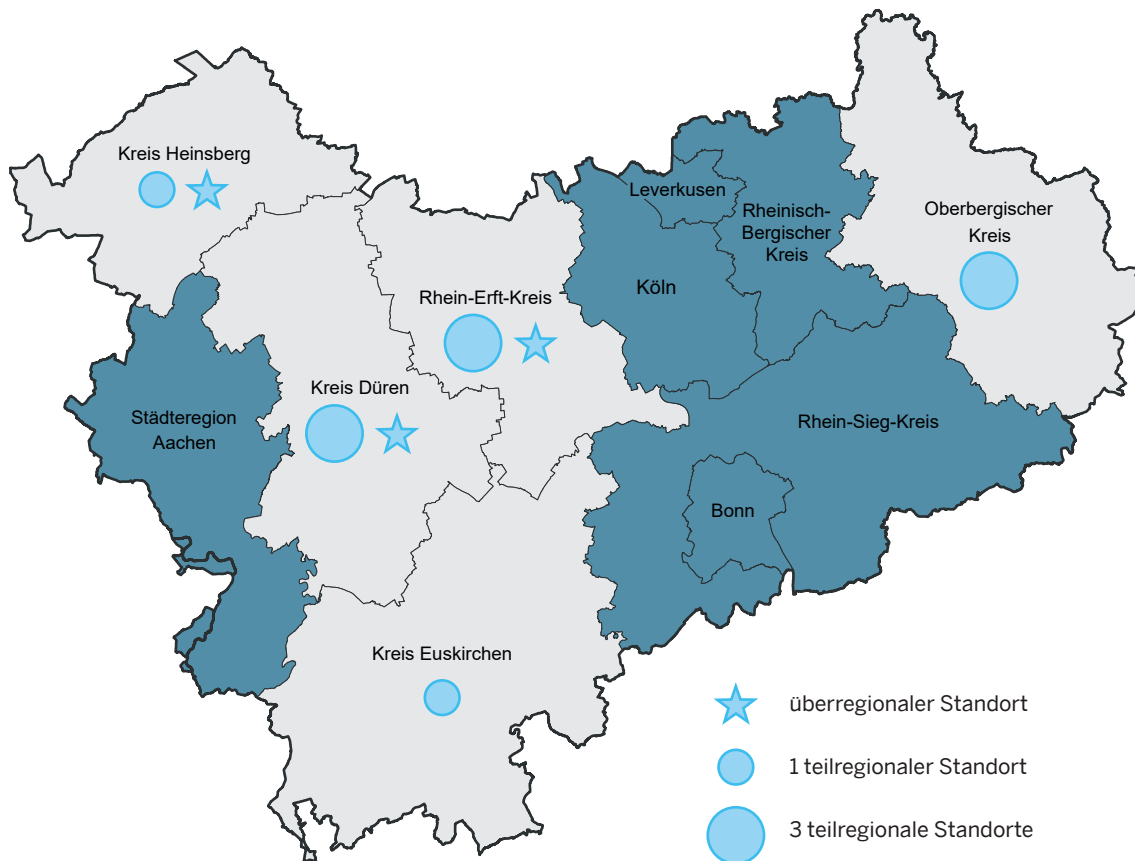 Kreis Heinsberg
Leverkusen
Rheinisch-
Bergischer
Kreis
Oberbergischer
Kreis
Köln
Rhein-Erft-Kreis
Kreis Düren
Städteregion
Aachen
Rhein-Sieg-Kreis
Bonn
Kreis Euskirchen
überregionaler Standort
1 teilregionaler Standort
3 teilregionale Standorte